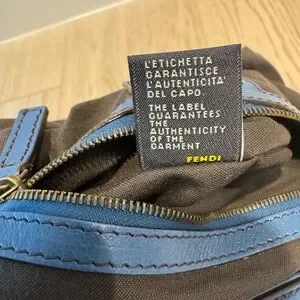 L'ETICHETTA
GARANTISCE
L'AUTENTICITA'
DEL CAPO.
THE LABEL
GUARANTEES
THE
AUTHENTICITY
OF THE
GARMENT
FENDI